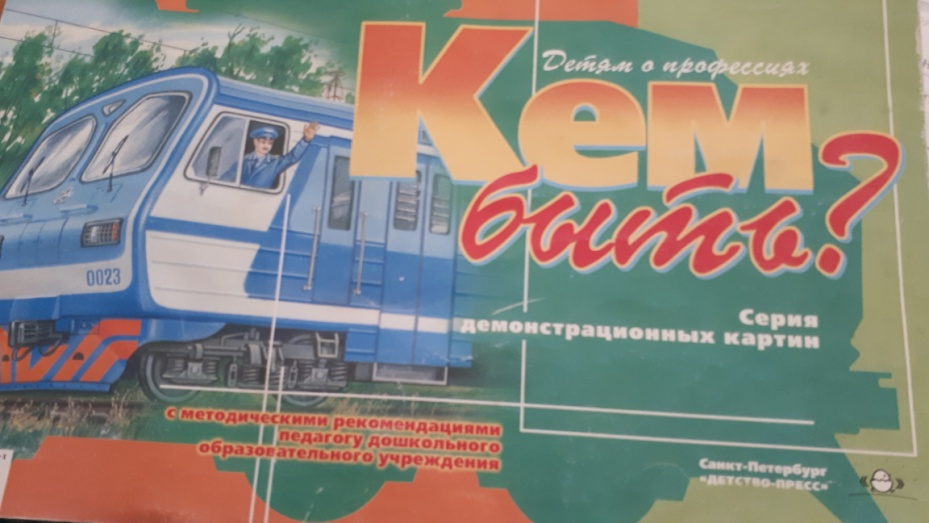 Детям о профессиях
Кем
быть?
0023
Серия
демонстрационных картин
с методическими рекомендациями
педагогу дошкольного
образовательного учреждения
Санкт-Петербург
«ДЕТСТВО-ПРЕСС»